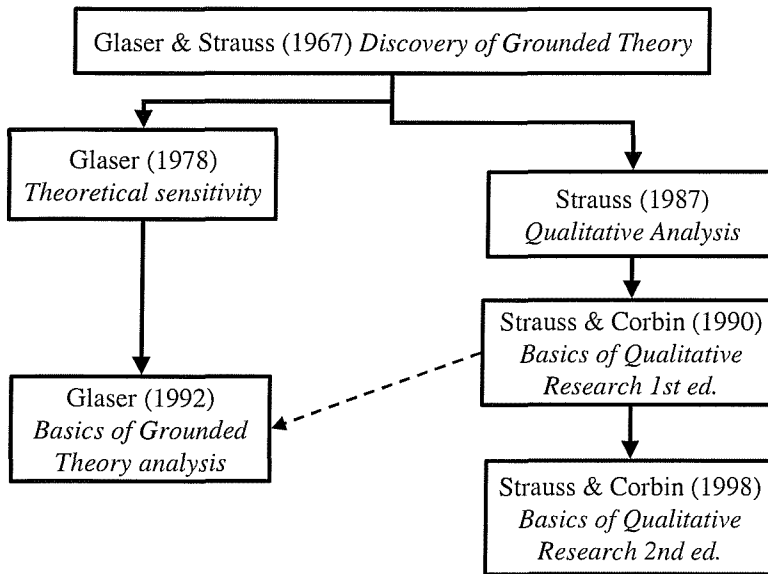 Glaser & Strauss (1967) Discovery of Grounded Theory
Glaser (1978)
Theoretical sensitivity
Strauss (1987)
Qualitative Analysis
Strauss & Corbin (1990)
Basics of Qualitative
Research 1st ed.
Glaser (1992)
Basics of Grounded
Theory analysis
Strauss & Corbin (1998)
Basics of Qualitative
Research 2nd ed.